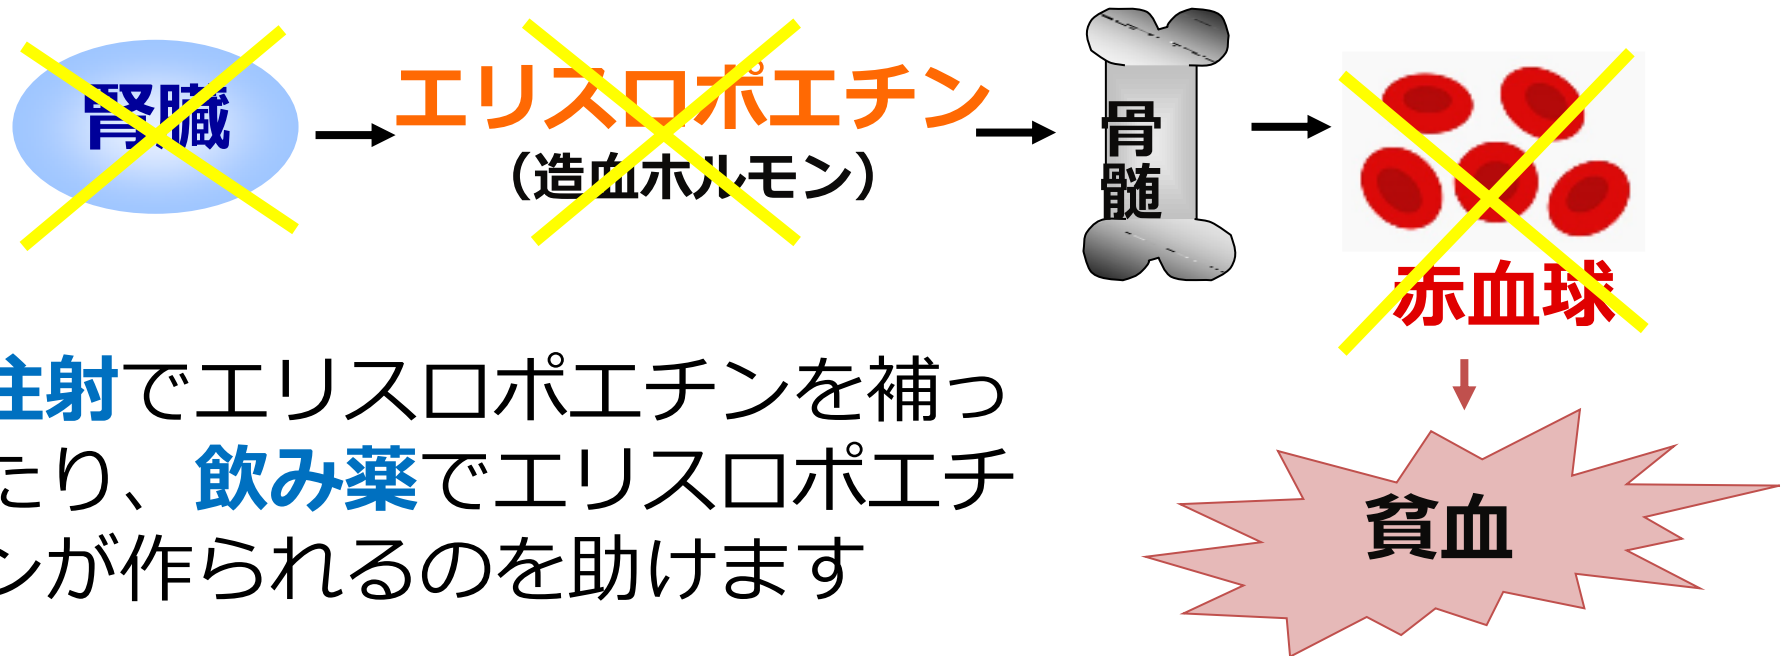 腎臓
エリスロポエチン
（造血ホルモン）
骨髄
赤血球
注射でエリスロポエチンを補っ
たり、飲み薬でエリスロポエチ
ンが作られるのを助けます
貧血